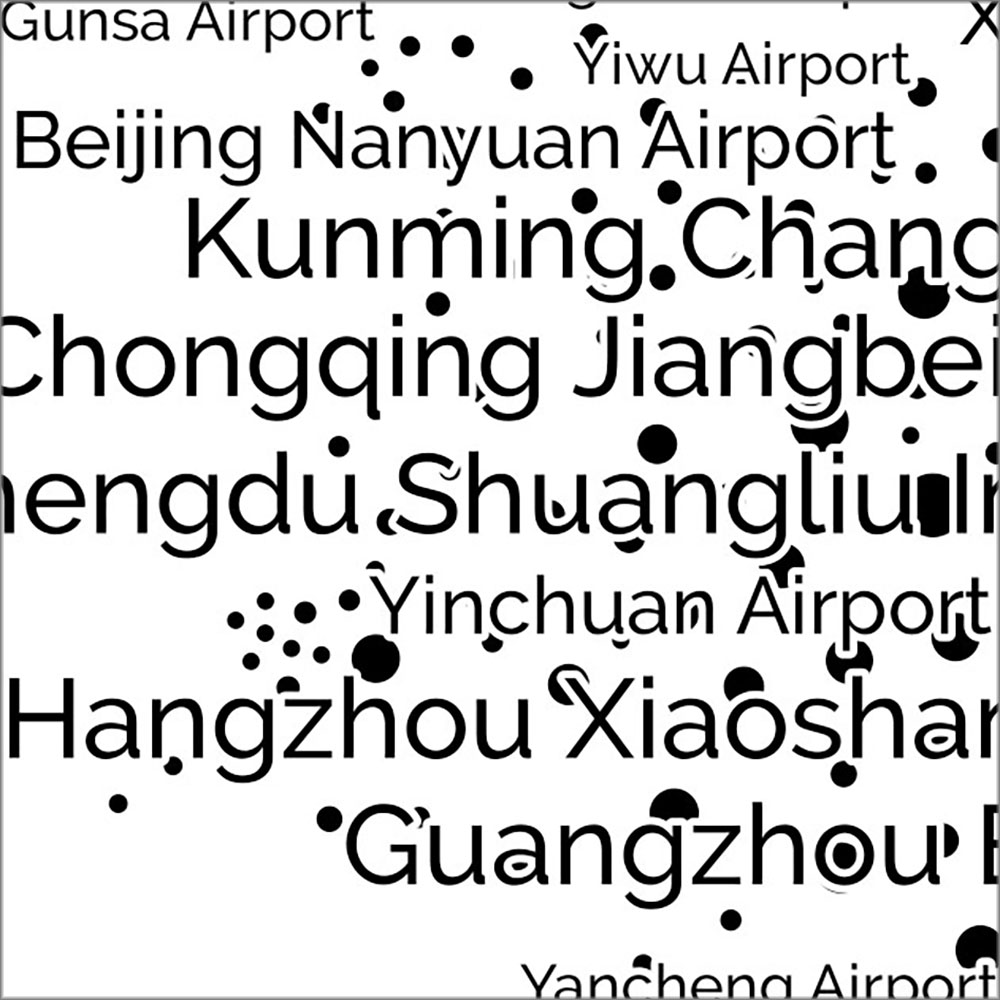 Gunsa Airport
Yiwu Airport
Beijing Nanyuan Airport
Kunming Chang
Chongqing Jiangbei
hengdu Shuangliu In
Yinchuan Airport
Hangzhou Xiaoshan
Guangzhou B
Yancheng Airport